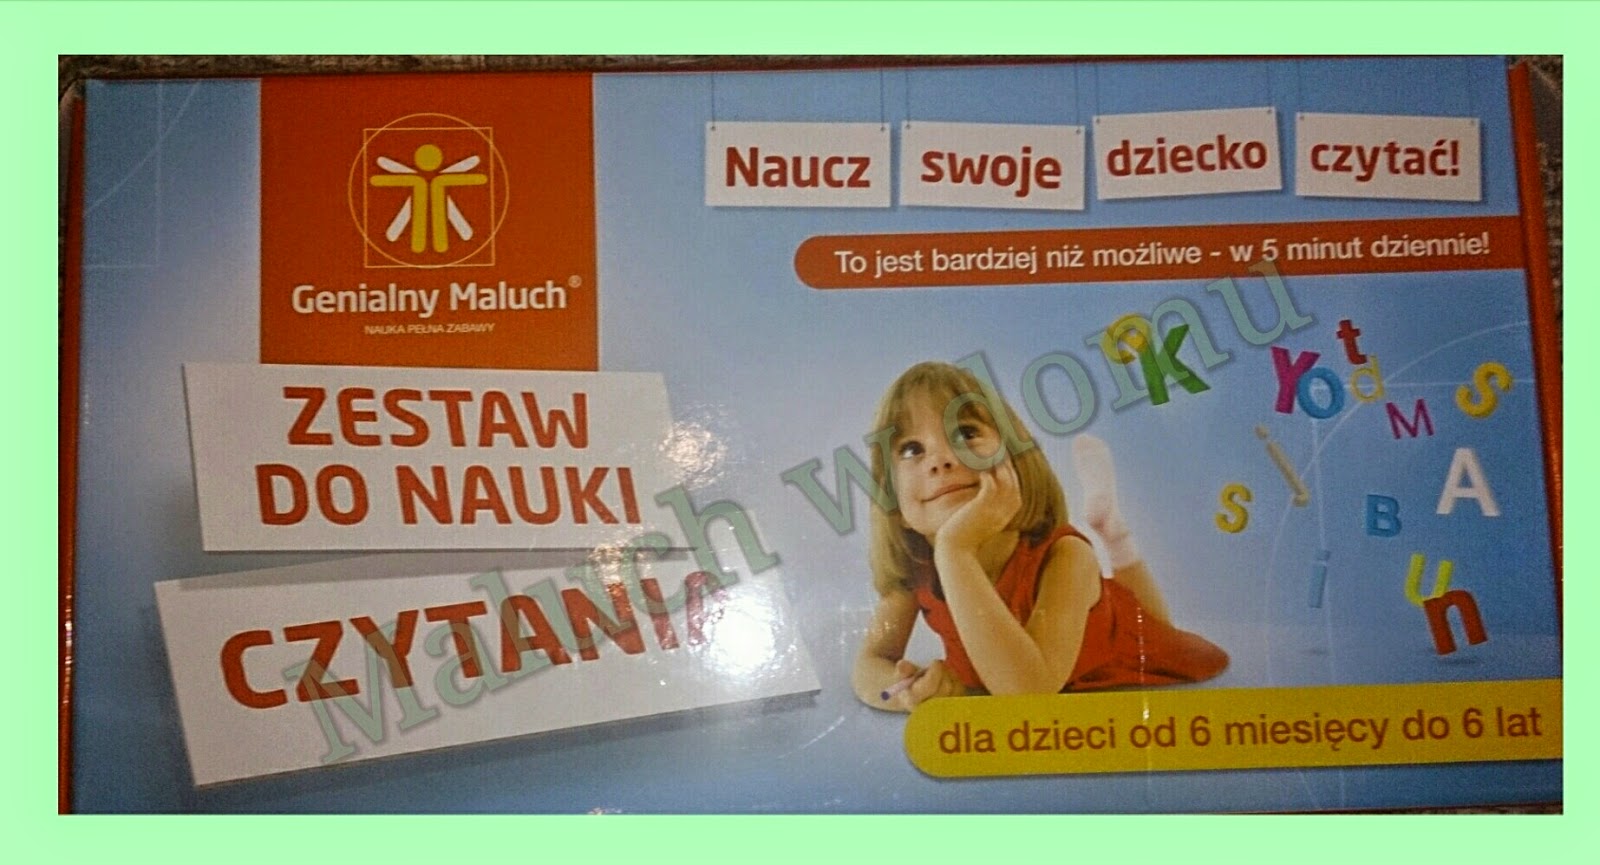 Naucz swoje dziecko czytać!
To jest bardziej niż możliwe - w 5 minut dziennie!
Genialny Maluch®
NAUKA PEŁNA ZABAWY
ZESTAW
DO NAUKI
CZYTANIA
K Y o t d M S
S i j B A
i u n
dla dzieci od 6 miesięcy do 6 lat
Maluch w domu